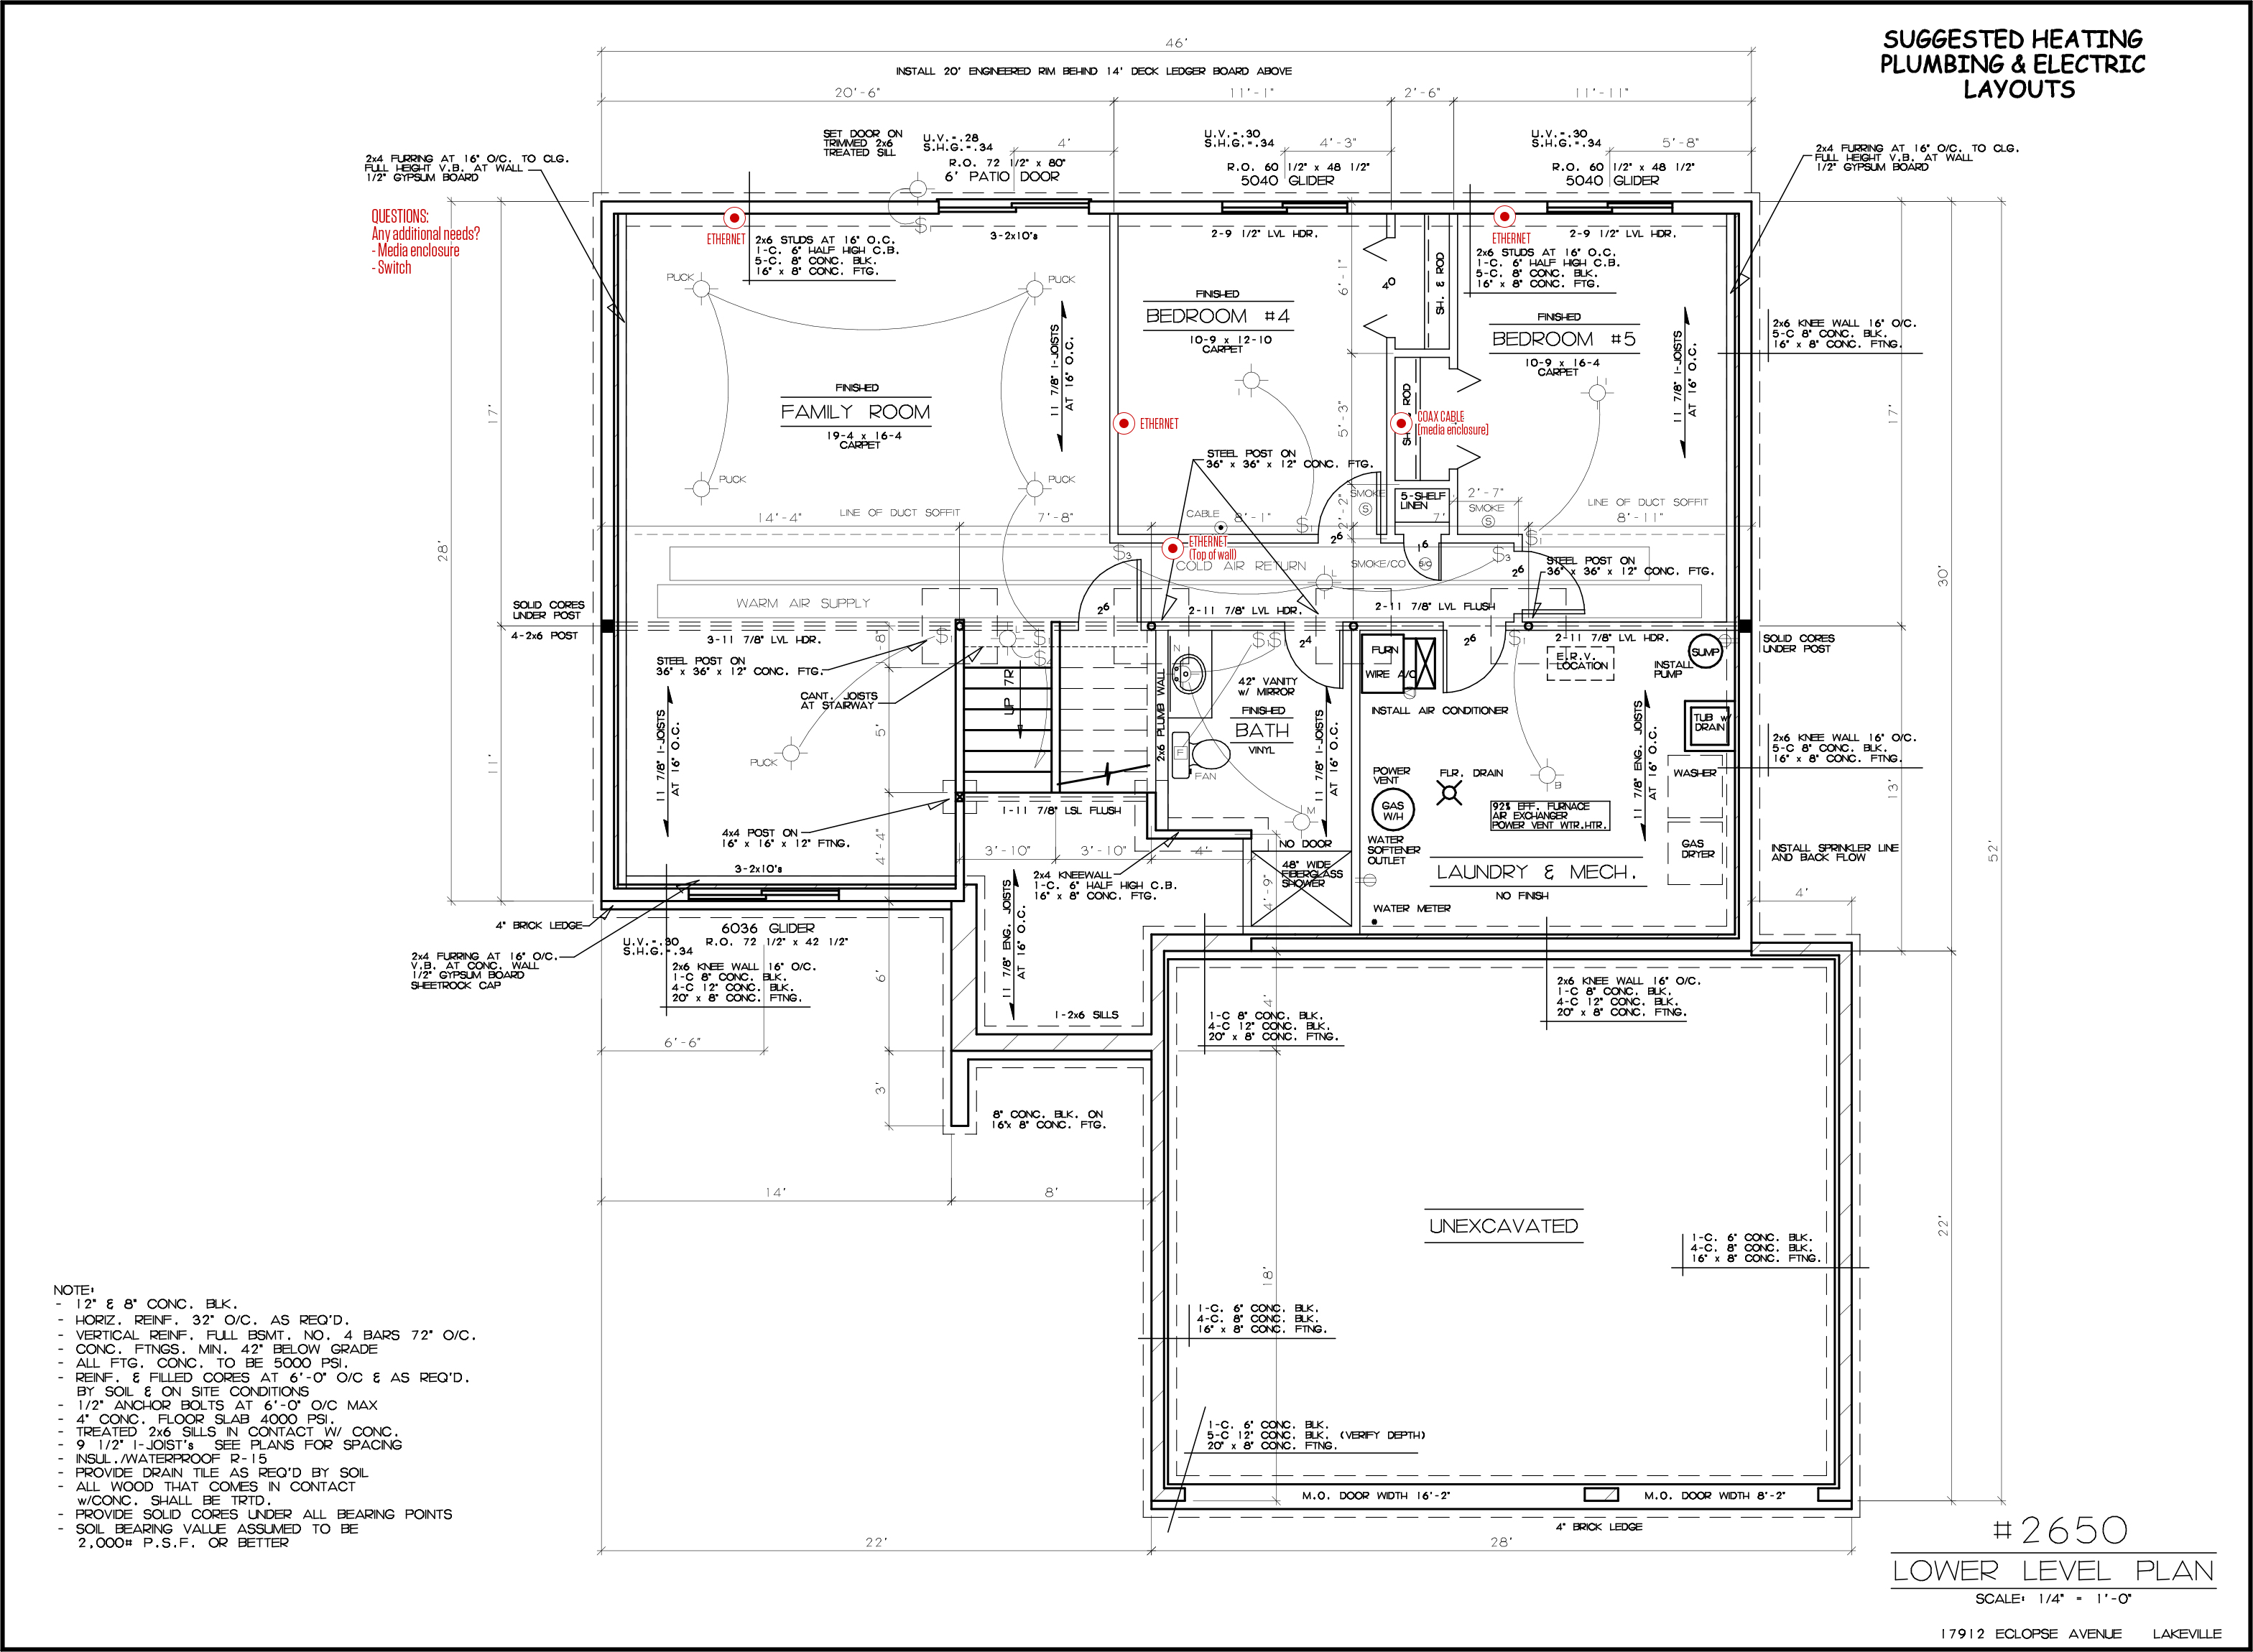 SUGGESTED HEATING
PLUMBING & ELECTRIC
LAYOUTS
46'
INSTALL 20' ENGINEERED RIM BEHIND 14' DECK LEDGER BOARD ABOVE
20'-6"
11'-1"
2'-6"
11'-11"
SET DOOR ON
TRIMMED 2x6
TREATED SILL
U.V.=.28
S.H.G.=.34
4'
R.O. 72 1/2" x 80"
6' PATIO DOOR
U.V.=.30
S.H.G.=.34
4'-3"
R.O. 60 1/2" x 48 1/2"
5040 GLIDER
U.V.=.30
S.H.G.=.34
5'-8"
R.O. 60 1/2" x 48 1/2"
5040 GLIDER
2x4 FURRING AT 16" O/C. TO CLG.
FULL HEIGHT V.B. AT WALL
1/2" GYPSUM BOARD
2x4 FURRING AT 16" O/C. TO CLG.
FULL HEIGHT V.B. AT WALL
1/2" GYPSUM BOARD
QUESTIONS:
Any additional needs?
- Media enclosure
- Switch
ETHERNET
2x6 STUDS AT 16" O.C.
1-C. 6" HALF HIGH C.B.
5-C. 8" CONC. BLK.
16" x 8" CONC. FTG.
$1
3-2x10's
2-9 1/2" LVL HDR.
ETHERNET
2-9 1/2" LVL HDR.
2x6 STUDS AT 16" O.C.
1-C. 6" HALF HIGH C.B.
5-C. 8" CONC. BLK.
16" x 8" CONC. FTG.
PUCK
PUCK
6'-1"
40
SH. & ROD
FINISHED
BEDROOM #4
10-9 x 12-10
CARPET
FINISHED
BEDROOM #5
10-9 x 16-4
CARPET
11 7/8" I-JOISTS
AT 16" O.C.
11 7/8" I-JOISTS
AT 16" O.C.
2x6 KNEE WALL 16" O/C.
5-C 8" CONC. BLK.
16" x 8" CONC. FTNG.
FINISHED
FAMILY ROOM
19-4 x 16-4
CARPET
17'
28'
17'
30'
52'
ETHERNET
5'-3"
ROD
COAX CABLE
(media enclosure)
STEEL POST ON
36" x 36" x 12" CONC. FTG.
PUCK
PUCK
LINE OF DUCT SOFFIT
14'-4"
7'-8"
CABLE
8'-1"
$1
SMOKE
S
2'-2"
5-SHELF
LINEN
2'-7"
SMOKE
S
7'
LINE OF DUCT SOFFIT
8'-11"
$1
ETHERNET
(Top of wall)
$3
COLD AIR RETURN
26
16
SMOKE/CO
S/C
$3
26
STEEL POST ON
36" x 36" x 12" CONC. FTG.
L
WARM AIR SUPPLY
26
2-11 7/8" LVL HDR.
2-11 7/8" LVL FLUSH
SOLID CORES
UNDER POST
4-2x6 POST
3-11 7/8" LVL HDR.
$1
L
$
$
$$1
24
26
$1
2-11 7/8" LVL HDR.
SUMP
SOLID CORES
UNDER POST
STEEL POST ON
36" x 36" x 12" CONC. FTG.
-8"
FURN
WIRE A/C
E.R.V.
LOCATION
INSTALL
PUMP
CANT. JOISTS
AT STAIRWAY
UP 7R
2x6 PLUMB WALL
N
42" VANITY
w/ MIRROR
FINISHED
BATH
VINYL
F
FAN
INSTALL AIR CONDITIONER
TUB w/
DRAIN
5'
11 7/8" I-JOISTS
AT 16" O.C.
PUCK
11'
11 7/8" I-JOISTS
AT 16" O.C.
11 7/8" ENG. JOISTS
AT 16" O.C.
2x6 KNEE WALL 16" O/C.
5-C 8" CONC. BLK.
16" x 8" CONC. FTNG.
POWER
VENT
GAS
W/H
FLR. DRAIN
B
WASHER
13'
92% EFF. FURNACE
AIR EXCHANGER
POWER VENT WTR.HTR.
4x4 POST ON
16" x 16" x 12" FTNG.
1-11 7/8" LSL FLUSH
M
WATER
SOFTENER
OUTLET
GAS
DRYER
INSTALL SPRINKLER LINE
AND BACK FLOW
4'-4"
3'-10"
3'-10"
4'
NO DOOR
48" WIDE
FIBERGLASS
SHOWER
LAUNDRY & MECH.
NO FINISH
3-2x10's
2x4 KNEEWALL
1-C. 6" HALF HIGH C.B.
16" x 8" CONC. FTG.
4'-9"
WATER METER
4'
4" BRICK LEDGE
6036 GLIDER
U.V.=.30
S.H.G.=.34
R.O. 72 1/2" x 42 1/2"
2x4 FURRING AT 16" O/C.
V.B. AT CONC. WALL
1/2" GYPSUM BOARD
SHEETROCK CAP
2x6 KNEE WALL 16" O/C.
1-C 8" CONC. BLK.
4-C 12" CONC. BLK.
20" x 8" CONC. FTNG.
6'
11 7/8" ENG. JOISTS
AT 16" O.C.
1-2x6 SILLS
4'
1-C 8" CONC. BLK.
4-C 12" CONC. BLK.
20" x 8" CONC. FTNG.
2x6 KNEE WALL 16" O/C.
1-C 8" CONC. BLK.
4-C 12" CONC. BLK.
20" x 8" CONC. FTNG.
6'-6"
3'
8" CONC. BLK. ON
16"x 8" CONC. FTG.
14'
8'
UNEXCAVATED
22'
1-C. 6" CONC. BLK.
4-C. 8" CONC. BLK.
16" x 8" CONC. FTNG.
18'
1-C. 6" CONC. BLK.
4-C. 8" CONC. BLK.
16" x 8" CONC. FTNG.
1-C. 6" CONC. BLK.
5-C 12" CONC. BLK. (VERIFY DEPTH)
20" x 8" CONC. FTNG.
M.O. DOOR WIDTH 16'-2"
M.O. DOOR WIDTH 8'-2"
4" BRICK LEDGE
22'
28'
NOTE:
- 12" & 8" CONC. BLK.
- HORIZ. REINF. 32" O/C. AS REQ'D.
- VERTICAL REINF. FULL BSMT. NO. 4 BARS 72" O/C.
- CONC. FTNGS. MIN. 42" BELOW GRADE
- ALL FTG. CONC. TO BE 5000 PSI.
- REINF. & FILLED CORES AT 6'-0" O/C & AS REQ'D.
BY SOIL & ON SITE CONDITIONS
- 1/2" ANCHOR BOLTS AT 6'-0" O/C MAX
- 4" CONC. FLOOR SLAB 4000 PSI.
- TREATED 2x6 SILLS IN CONTACT W/ CONC.
- 9 1/2" I-JOIST's SEE PLANS FOR SPACING
- INSUL./WATERPROOF R-15
- PROVIDE DRAIN TILE AS REQ'D BY SOIL
- ALL WOOD THAT COMES IN CONTACT
w/CONC. SHALL BE TRTD.
- PROVIDE SOLID CORES UNDER ALL BEARING POINTS
- SOIL BEARING VALUE ASSUMED TO BE
2,000# P.S.F. OR BETTER
#2650
LOWER LEVEL PLAN
SCALE: 1/4" = 1'-0"
17912 ECLOPSE AVENUE LAKEVILLE